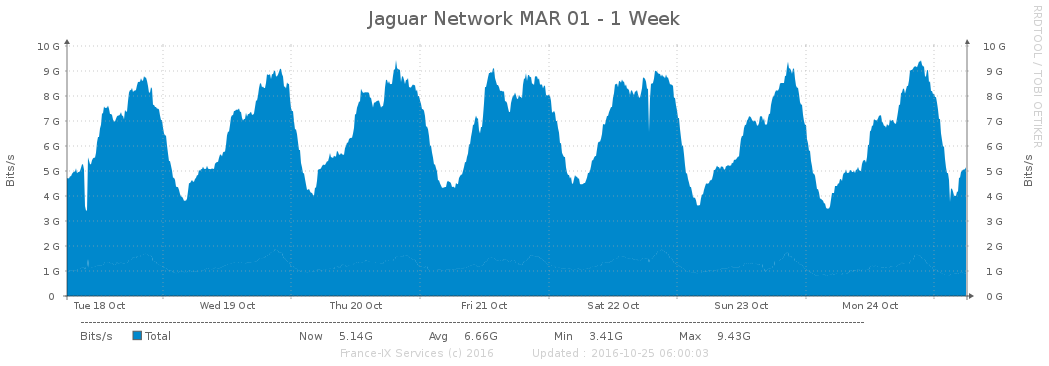 Jaguar Network MAR 01 - 1 Week
RRDTOOL / TOBI OETIKER
Bits/s
10 G
9 G
8 G
7 G
6 G
5 G
4 G
3 G
2 G
1 G
0
10 G
9 G
8 G
7 G
6 G
5 G
4 G
3 G
2 G
1 G
0 G
Bits/s
Tue 18 Oct Wed 19 Oct Thu 20 Oct Fri 21 Oct Sat 22 Oct Sun 23 Oct Mon 24 Oct
Bits/s Total Now 5.14G Avg 6.66G Min 3.41G Max 9.43G
France-IX Services (c) 2016 Updated : 2016-10-25 06:00:03